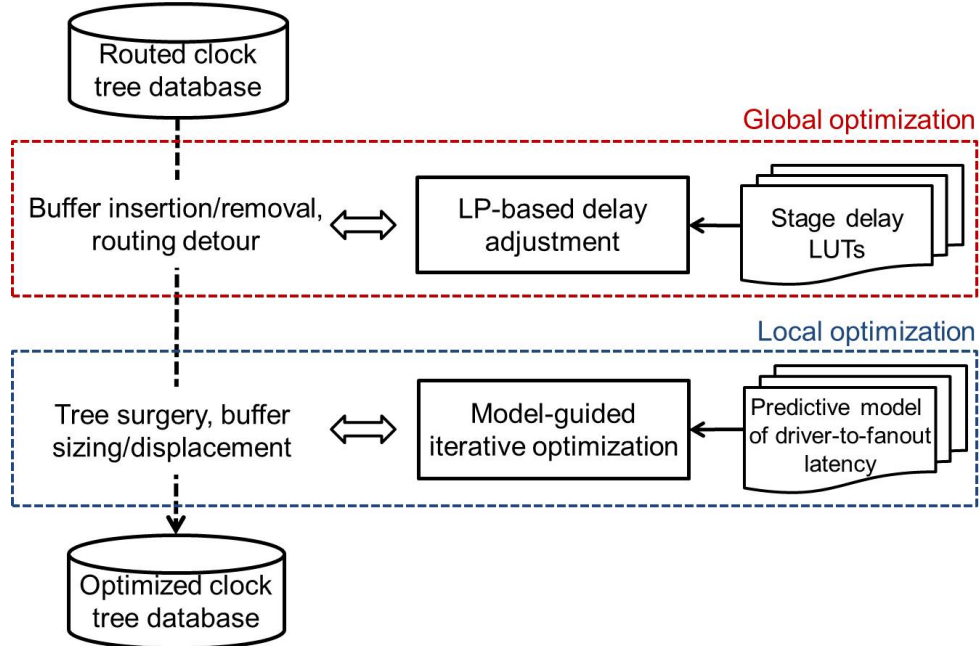 Routed clock
tree database
Global optimization
Buffer insertion/removal,
routing detour
LP-based delay
adjustment
Stage delay
LUTs
Local optimization
Tree surgery, buffer
sizing/displacement
Model-guided
iterative optimization
Predictive model
of driver-to-fanout
latency
Optimized clock
tree database